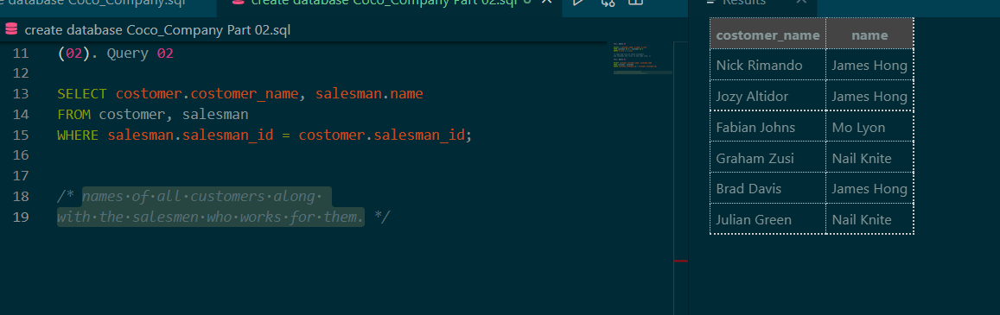 create database Coco_Company.sql
create database Coco_Company Part 02.sql
Results
create database Coco_Company Part 02.sql
11 (02). Query 02
12
13 SELECT costomer.costomer_name, salesman.name
14 FROM costomer, salesman
15 WHERE salesman.salesman_id = costomer.salesman_id;
16
17
18 /* names of all customers along
19 with the salesmen who works for them. */
costomer_name name
Nick Rimando James Hong
Jozy Altidor James Hong
Fabian Johns Mo Lyon
Graham Zusi Nail Knite
Brad Davis James Hong
Julian Green Nail Knite